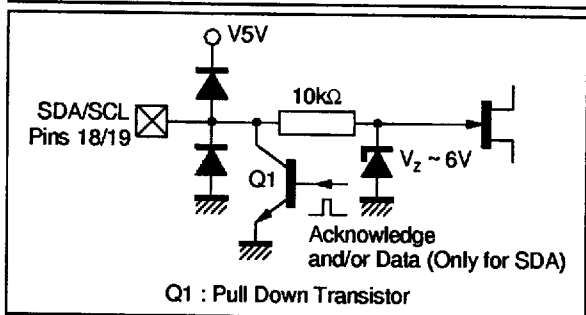 V5V
SDA/SCL
Pins 18/19
10kΩ
Vz ~ 6V
Q1
Acknowledge
and/or Data (Only for SDA)
Q1 : Pull Down Transistor